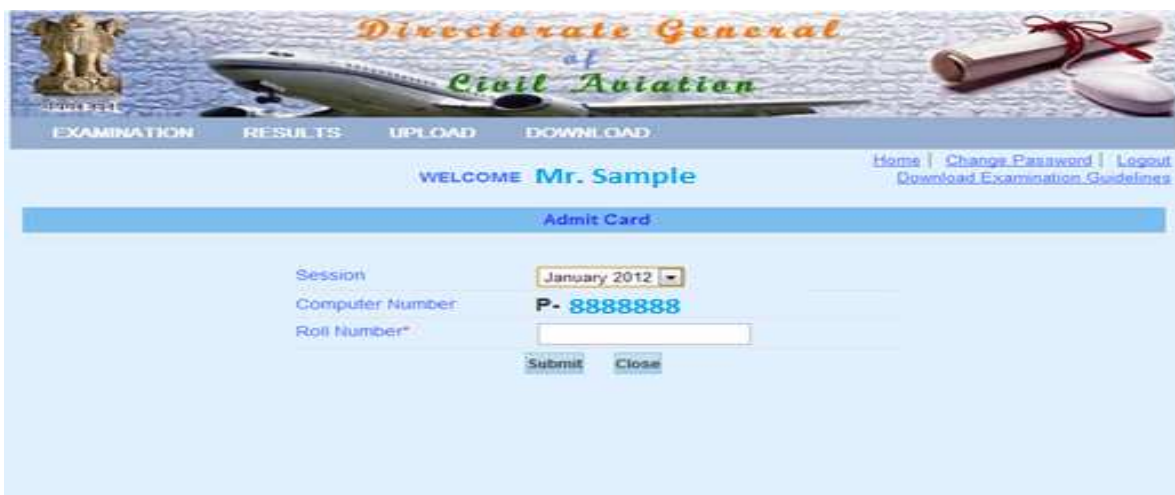 Directorate General
of
Civil Aviation
EXAMINATION RESULTS UPLOAD DOWNLOAD
Home | Change Password | Logout
WELCOME Mr. Sample
Download Examination Guidelines
Admit Card
Session January 2012
Computer Number P- 8888888
Roll Number*
Submit Close